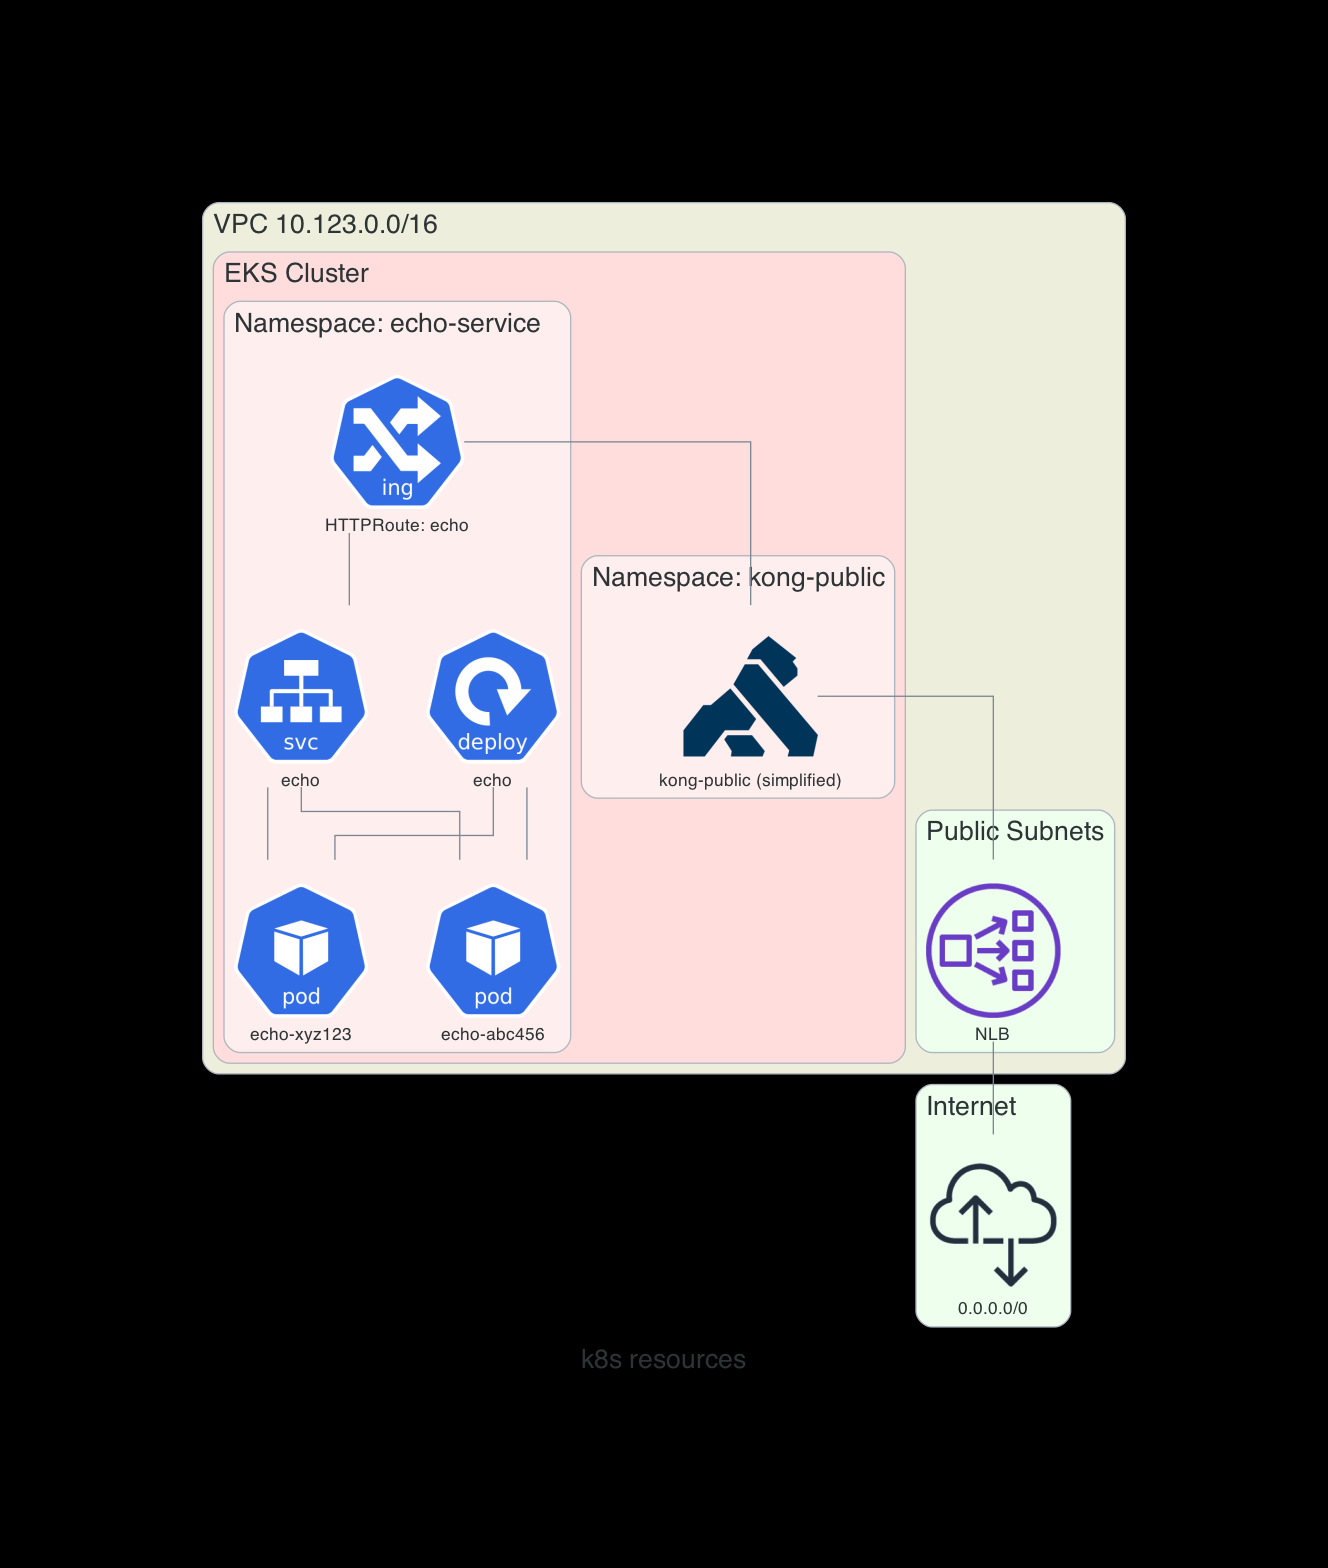 VPC 10.123.0.0/16
EKS Cluster
Namespace: echo-service
ing
HTTPRoute: echo
Namespace: kong-public
svc
deploy
echo
echo
kong-public (simplified)
Public Subnets
pod
pod
echo-xyz123
echo-abc456
NLB
Internet
0.0.0.0/0
k8s resources